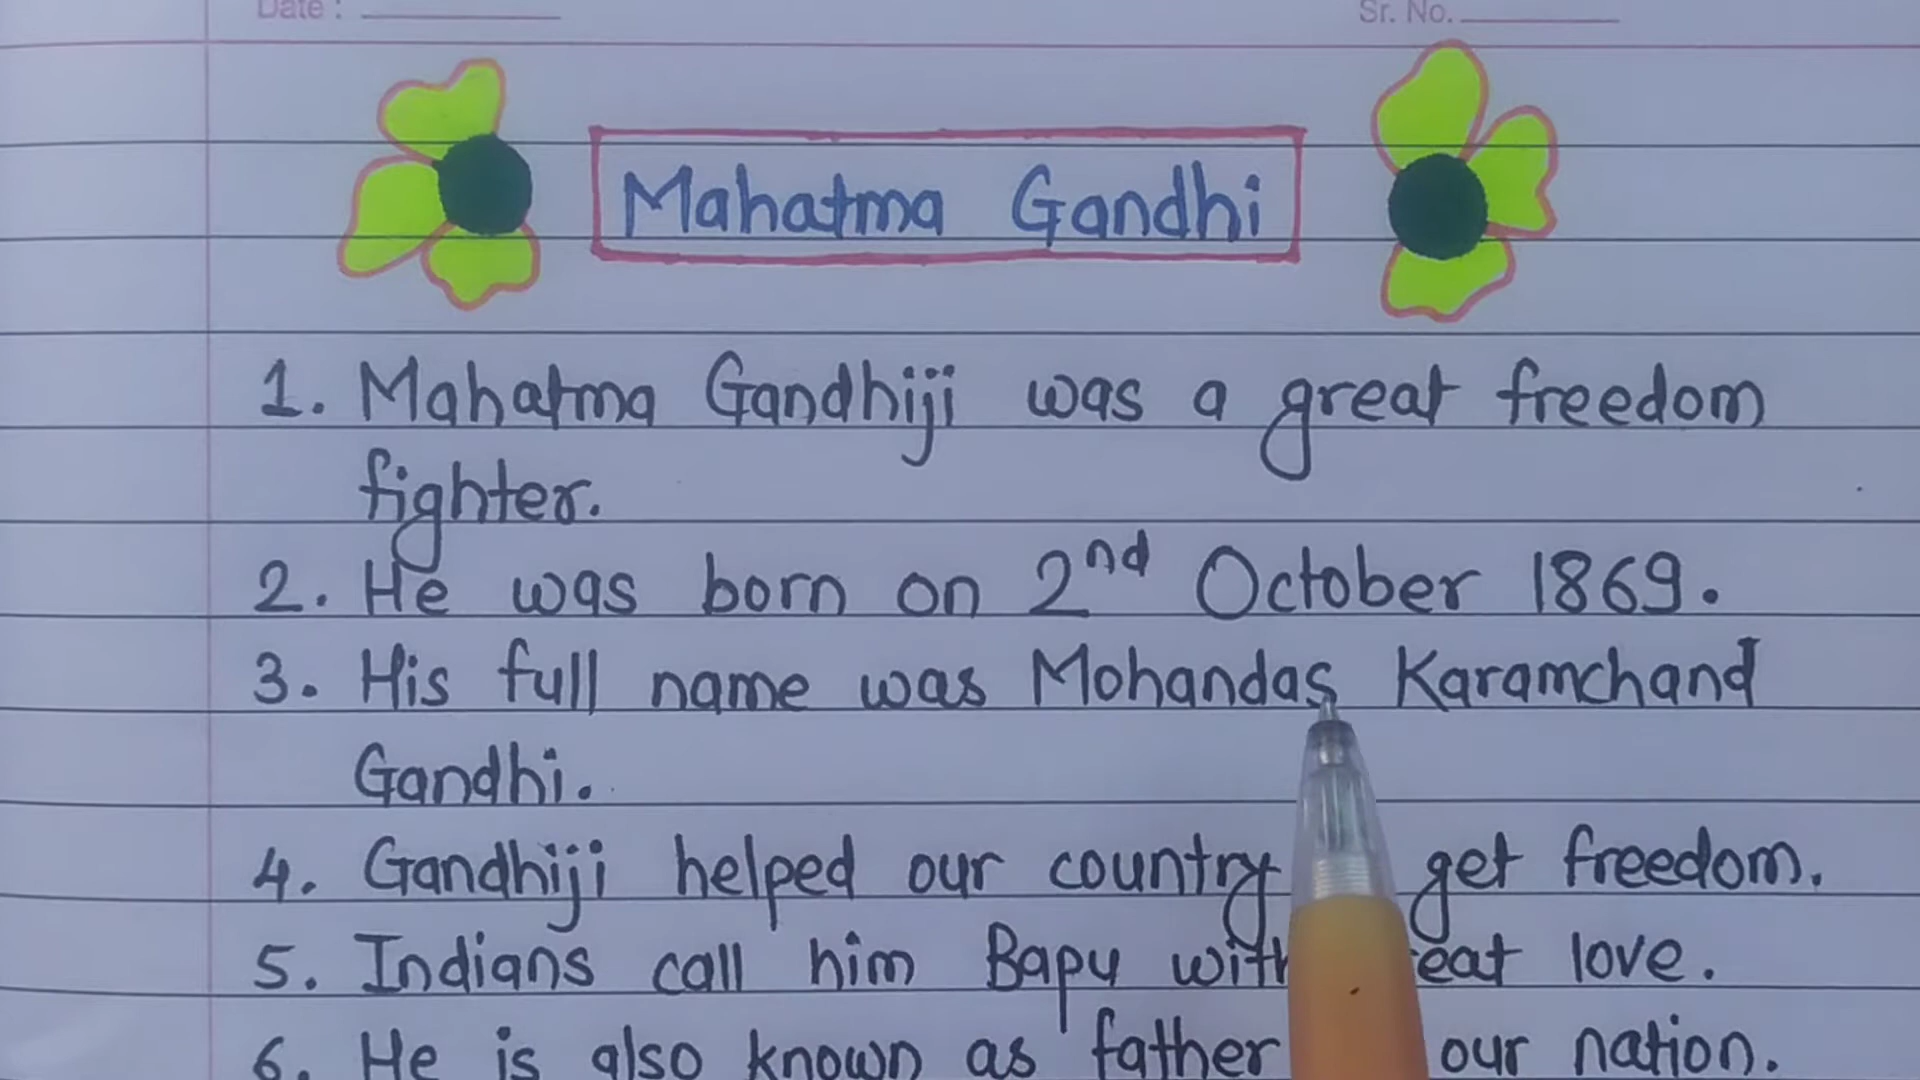 Date :
Sr. No.
Mahatma Gandhi
1. Mahatma Gandhiji was a great freedom
fighter.
2. He was born on 2nd October 1869.
3. His full name was Mohandas Karamchand
Gandhi.
4. Gandhiji helped our country get freedom.
5. Indians call him Bapu love.
6. He is also known as father our nation.